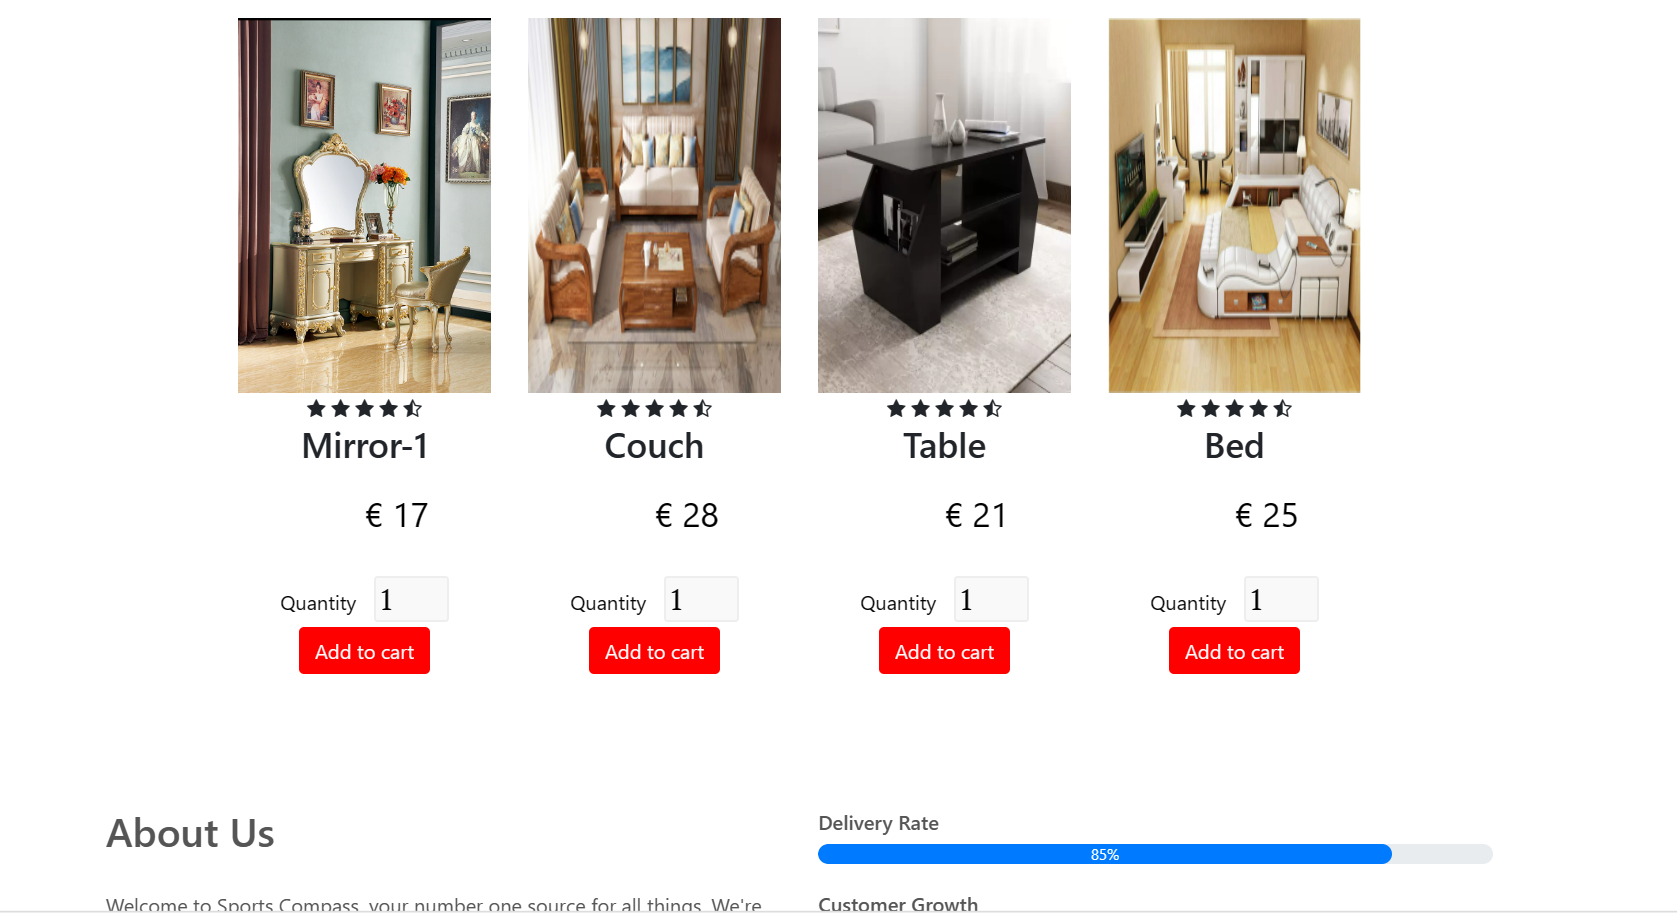 Mirror-1
€ 17
Quantity 1
Add to cart
Couch
€ 28
Quantity 1
Add to cart
Table
€ 21
Quantity 1
Add to cart
Bed
€ 25
Quantity 1
Add to cart
About Us
Welcome to Sports Compass, your number one source for all things. We're
Delivery Rate
85%
Customer Growth